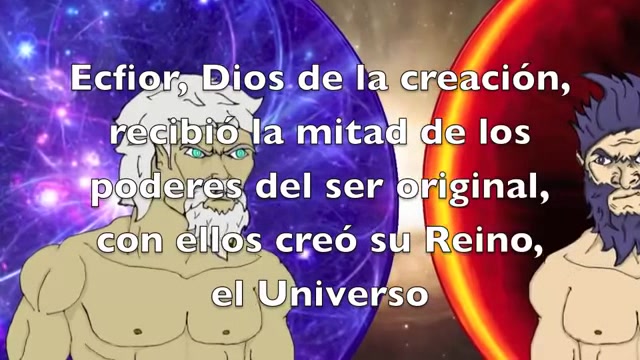 Ecfior, Dios de la creación,
recibió la mitad de los
poderes del ser original,
con ellos creó su Reino,
el Universo